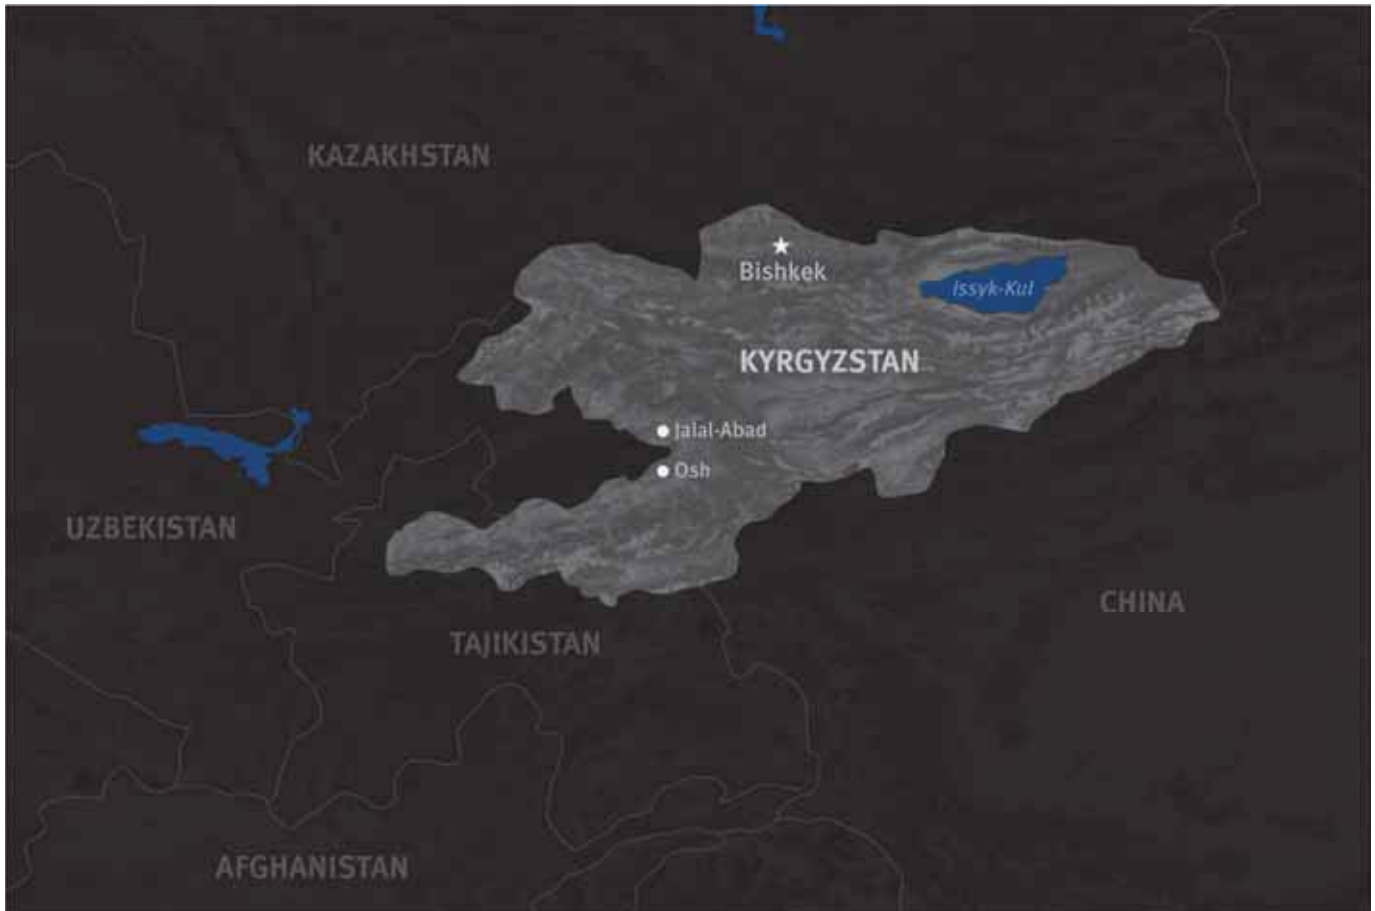 KAZAKHSTAN
Bishkek
Issyk-Kul
KYRGYZSTAN
Jalal-Abad
Osh
UZBEKISTAN
CHINA
TAJIKISTAN
AFGHANISTAN